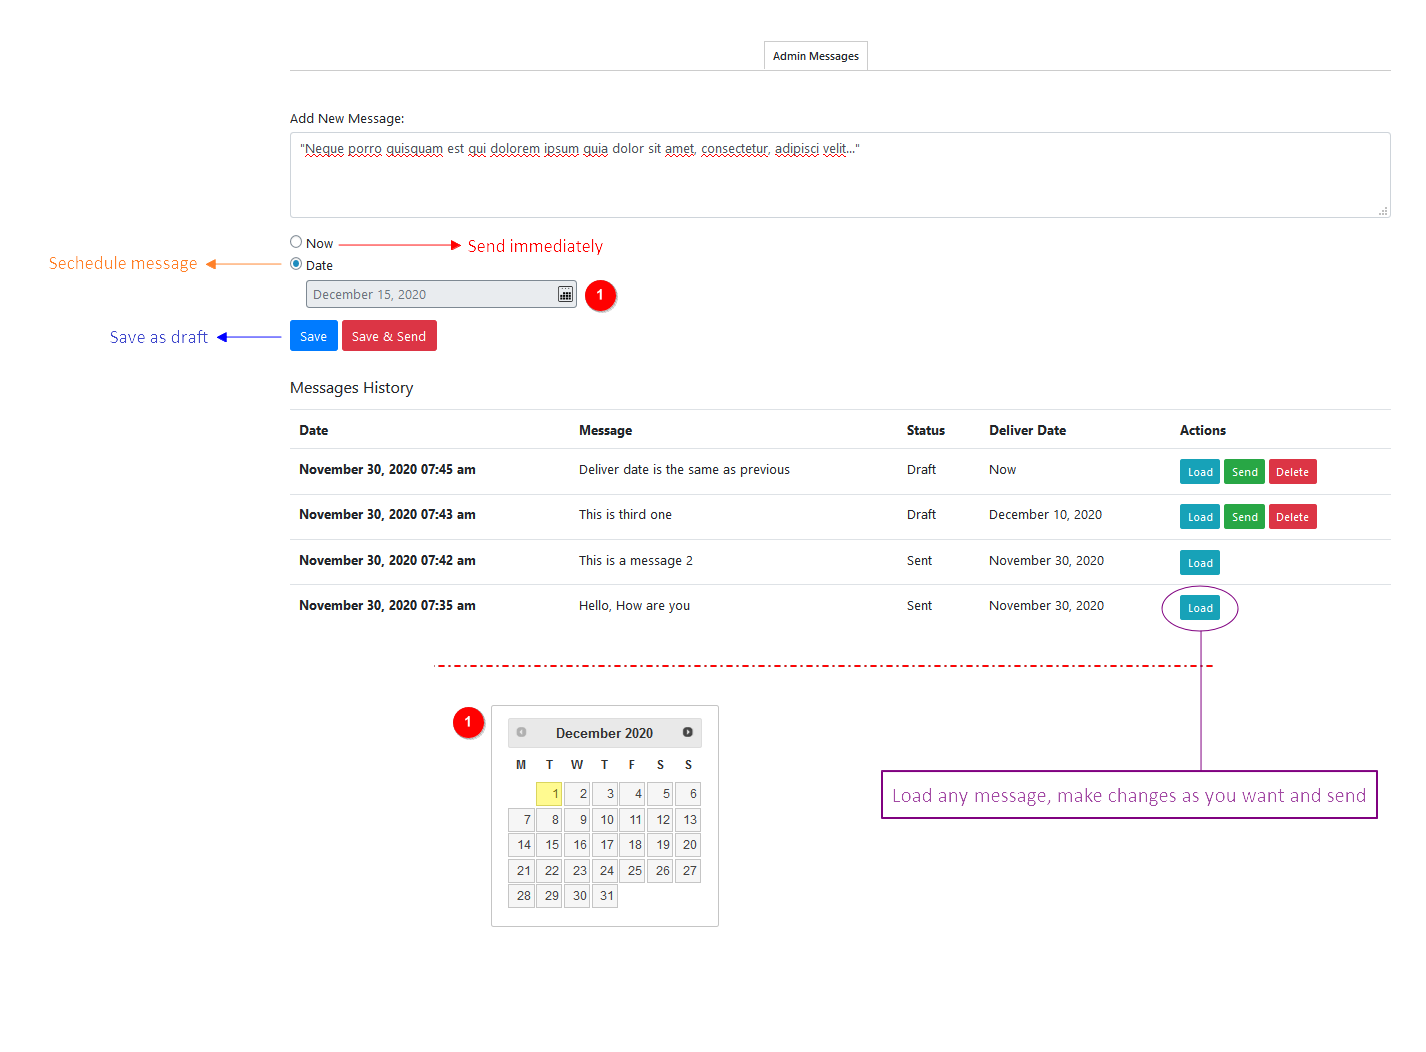 Admin Messages
Add New Message:
"Neque porro quisquam est qui dolorem ipsum quia dolor sit amet, consectetur, adipisci velit..."
Now Send immediately
Sechedule message Date
December 15, 2020 1
Save as draft Save Save & Send
Messages History
Date Message Status Deliver Date Actions
November 30, 2020 07:45 am Deliver date is the same as previous Draft Now Load Send Delete
November 30, 2020 07:43 am This is third one Draft December 10, 2020 Load Send Delete
November 30, 2020 07:42 am This is a message 2 Sent November 30, 2020 Load
November 30, 2020 07:35 am Hello, How are you Sent November 30, 2020 Load
1 December 2020
M T W T F S S
1 2 3 4 5 6
7 8 9 10 11 12 13
14 15 16 17 18 19 20
21 22 23 24 25 26 27
28 29 30 31
Load any message, make changes as you want and send